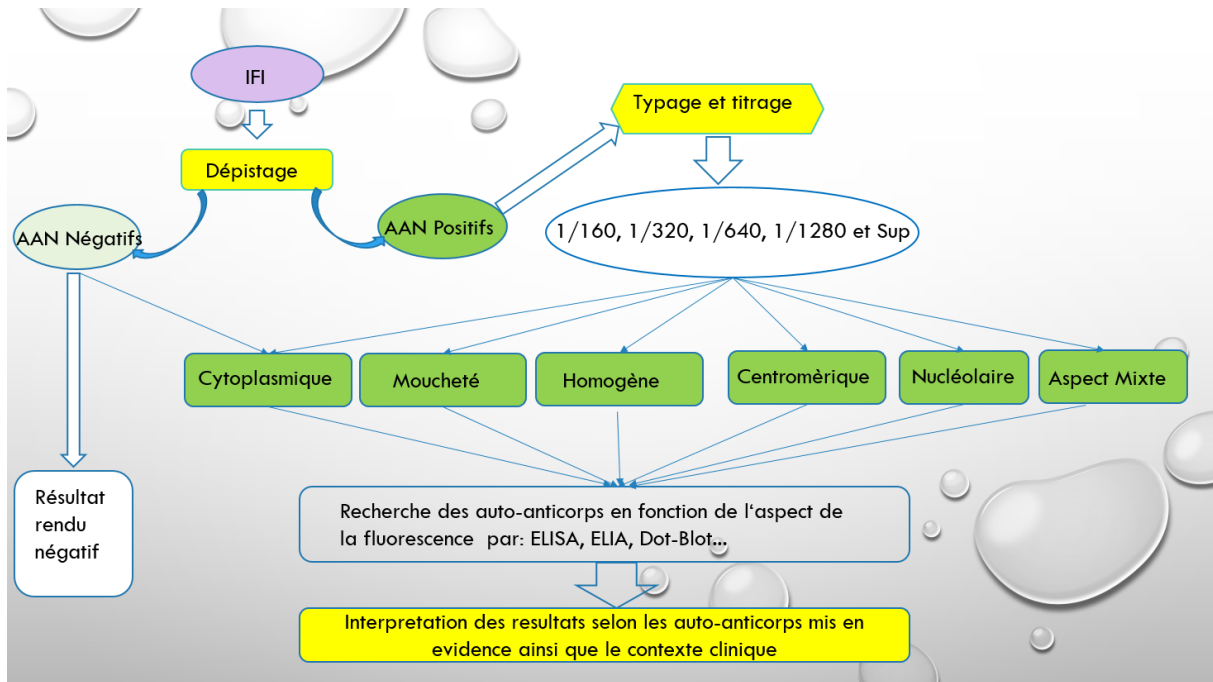 IFI
Typage et titrage
Dépistage
AAN Négatifs
AAN Positifs
1/160, 1/320, 1/640, 1/1280 et Sup
Cytoplasmique
Moucheté
Homogène
Centromèrique
Nucléolaire
Aspect Mixte
Résultat
rendu
négatif
Recherche des auto-anticorps en fonction de l'aspect de
la fluorescence par: ELISA, ELIA, Dot-Blot...
Interpretation des resultats selon les auto-anticorps mis en
evidence ainsi que le contexte clinique